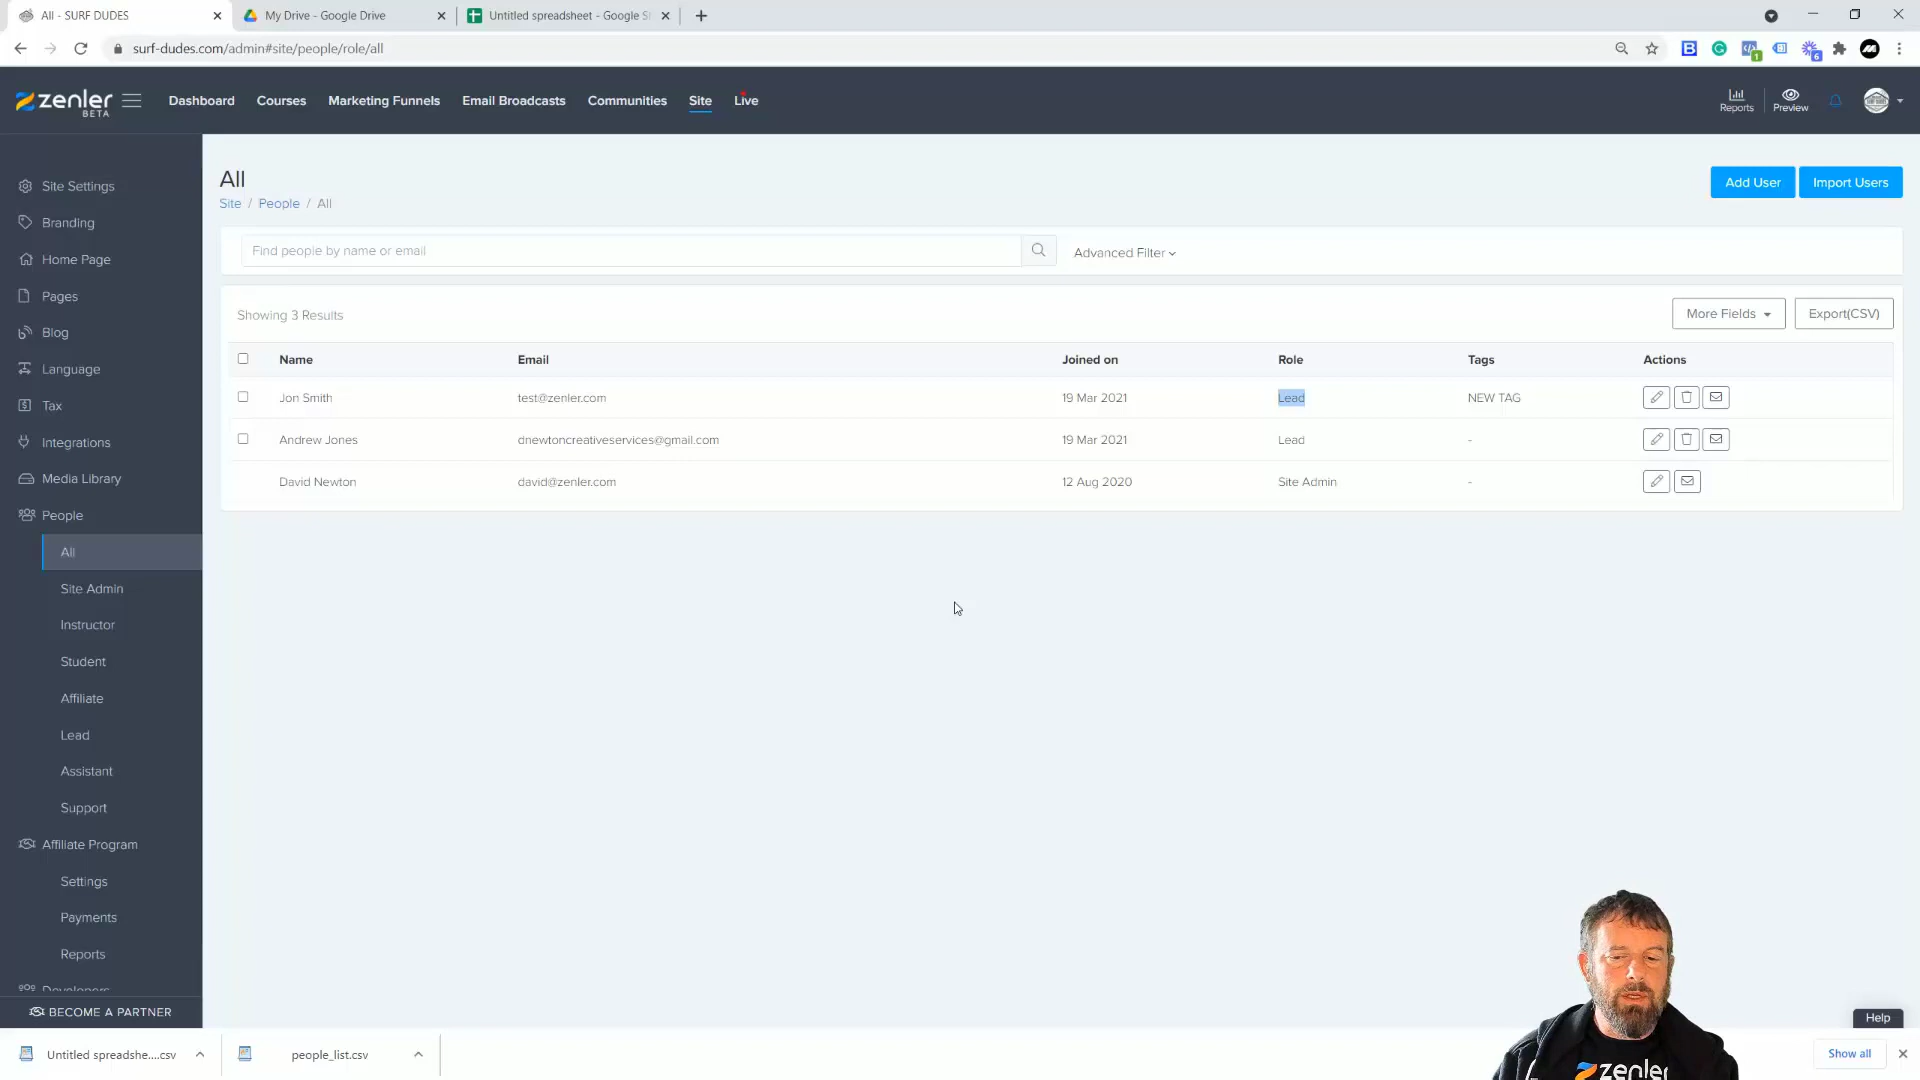 All - SURF DUDES
My Drive - Google Drive
Untitled spreadsheet - Google S
surf-dudes.com/admin#site/people/role/all
zenler
BETA
Dashboard
Courses
Marketing Funnels
Email Broadcasts
Communities
Site
Live
Reports
Preview
Site Settings
Branding
Home Page
Pages
Blog
Language
Tax
Integrations
Media Library
People
All
Site Admin
Instructor
Student
Affiliate
Lead
Assistant
Support
Affiliate Program
Settings
Payments
Reports
Developers
BECOME A PARTNER
All
Site / People / All
Add User
Import Users
Find people by name or email
Advanced Filter
Showing 3 Results
More Fields
Export(CSV)
Name Email Joined on Role Tags Actions
Jon Smith test@zenler.com 19 Mar 2021 Lead NEW TAG
Andrew Jones dnewtoncreativeservices@gmail.com 19 Mar 2021 Lead -
David Newton david@zenler.com 12 Aug 2020 Site Admin -
Help
zenler
Untitled spreadshe....csv
people_list.csv
Show all